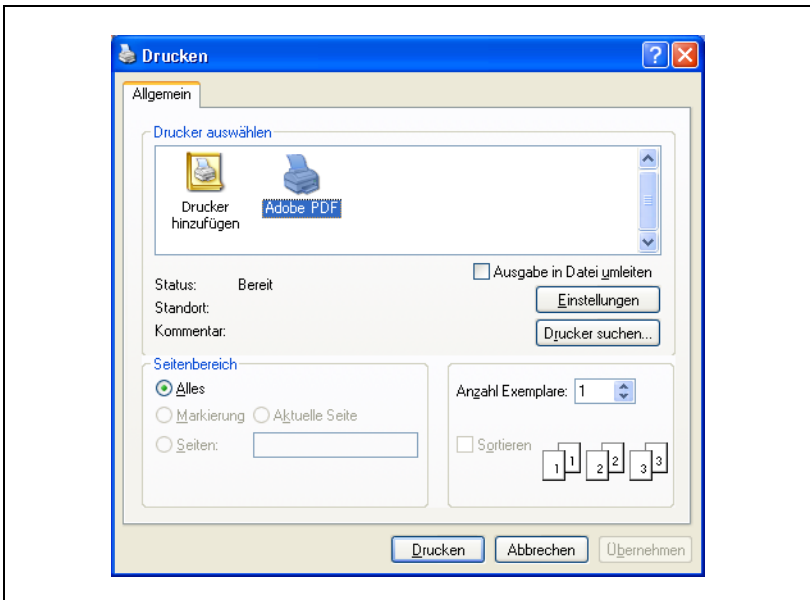 Drucken
Allgemein
Drucker auswählen
Drucker hinzufügen
Adobe PDF
Status: Bereit
Standort:
Kommentar:
Ausgabe in Datei umleiten
Einstellungen
Drucker suchen...
Seitenbereich
Alles
Markierung Aktuelle Seite
Seiten:
Anzahl Exemplare: 1
Sortieren
1 1 2 2 3 3
Drucken Abbrechen Übernehmen